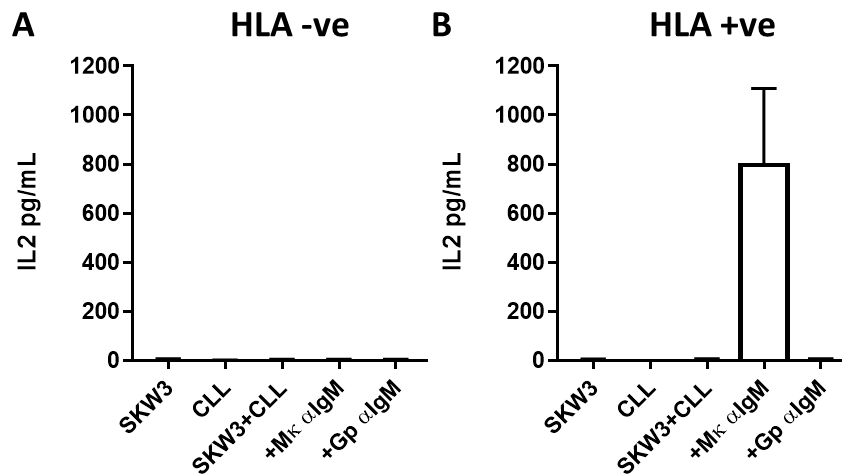 A
HLA -ve
IL2 pg/mL
1200
1000
800
600
400
200
0
SKW3
CLL
SKW3+CLL
+Mκ αIgM
+Gp αIgM
B
HLA +ve
IL2 pg/mL
1200
1000
800
600
400
200
0
SKW3
CLL
SKW3+CLL
+Mκ αIgM
+Gp αIgM